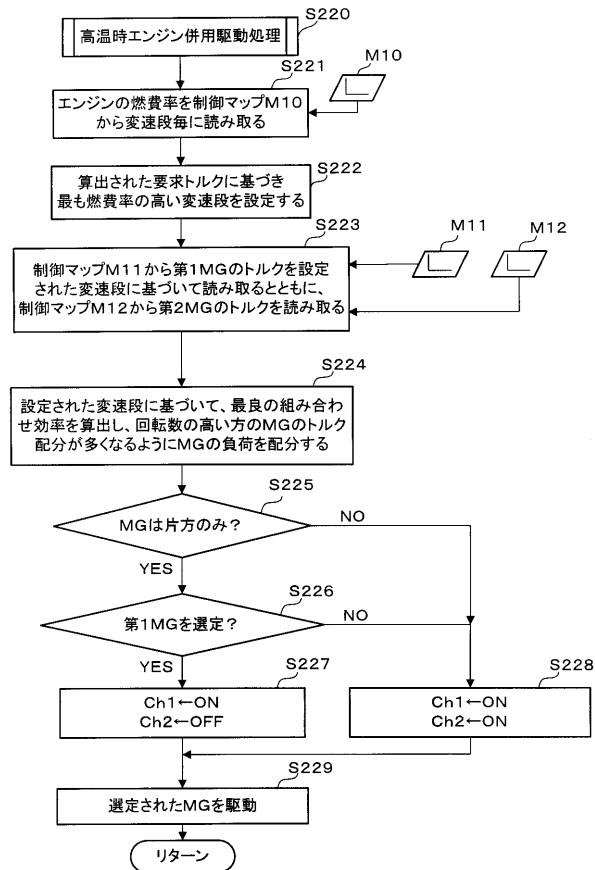 S220
高温時エンジン併用駆動処理
S221
M10
エンジンの燃費率を制御マップM10
から変速段毎に読み取る
S222
算出された要求トルクに基づき
最も燃費率の高い変速段を設定する
S223
M11
M12
制御マップM11から第1MGのトルクを設定
された変速段に基づいて読み取るとともに、
制御マップM12から第2MGのトルクを読み取る
S224
設定された変速段に基づいて、最良の組み合わ
せ効率を算出し、回転数の高い方のMGのトルク
配分が多くなるようにMGの負荷を配分する
S225
MGは片方のみ?
NO
YES
S226
第1MGを選定?
NO
YES
S227
Ch1←ON
Ch2←OFF
S228
Ch1←ON
Ch2←ON
S229
選定されたMGを駆動
リターン